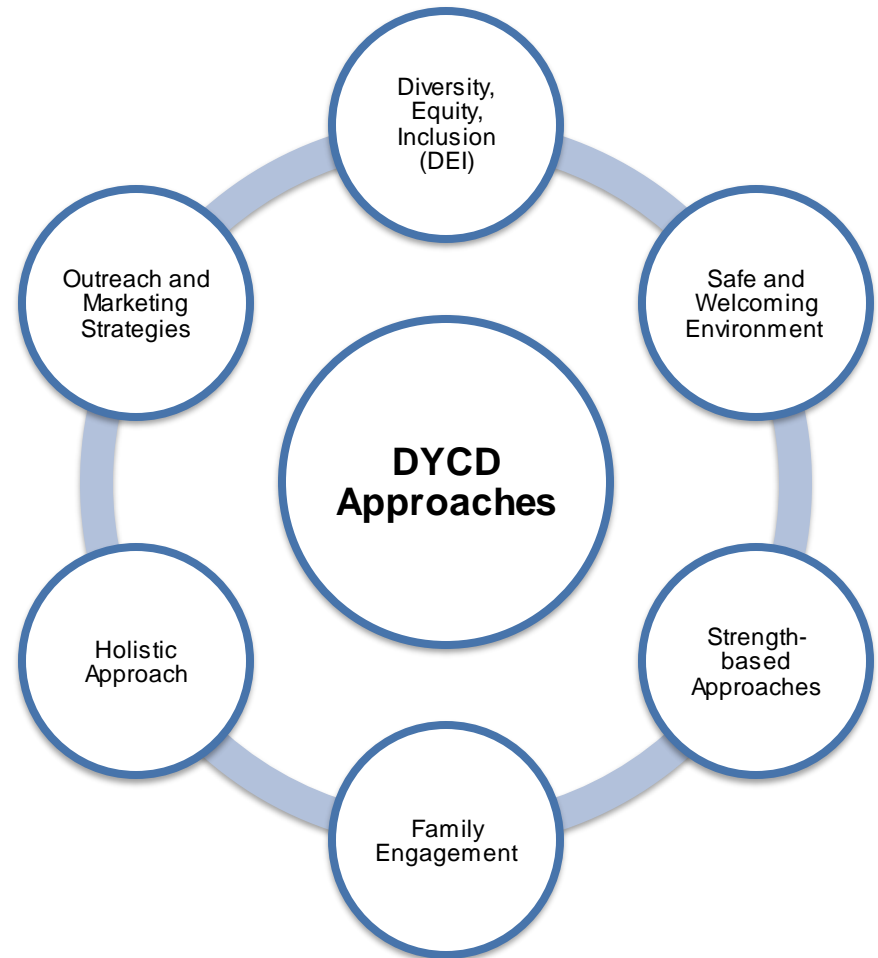 Diversity,
Equity,
Inclusion
(DEI)
Safe and
Welcoming
Environment
Strength-
based
Approaches
Family
Engagement
Holistic
Approach
Outreach and
Marketing
Strategies
DYCD
Approaches